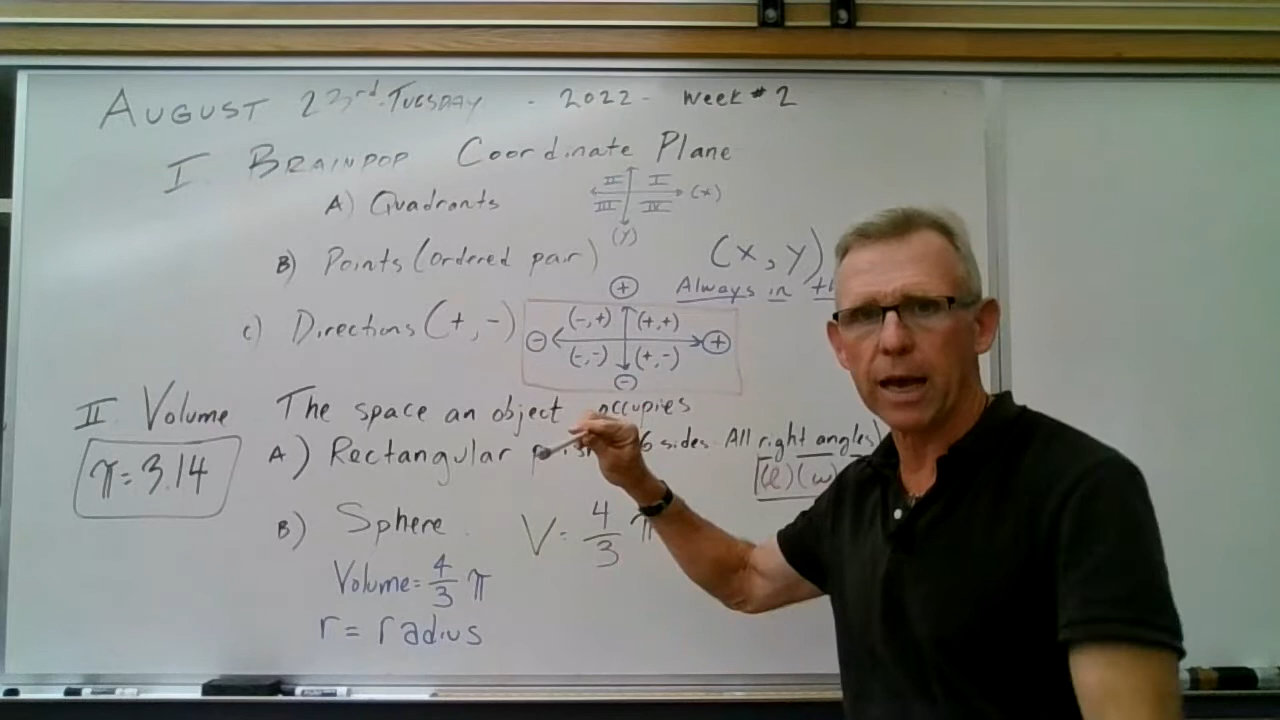 AUGUST 23rd TUESDAY - 2022 - Week #2
I BRAINPOP Coordinate Plane
A) Quadrants
II I
III IV
(x)
(y)
B) Points (ordered pair) (x, y)
Always in
C) Directions (+, -)
+
(-,+) (+,+)
- +
(-,-) (+,-)
-
II Volume The space an object occupies
π = 3.14
A) Rectangular 6 sides All right angles)
(l)(w)
B) Sphere V = 4/3 π
Volume = 4/3 π
r = radius